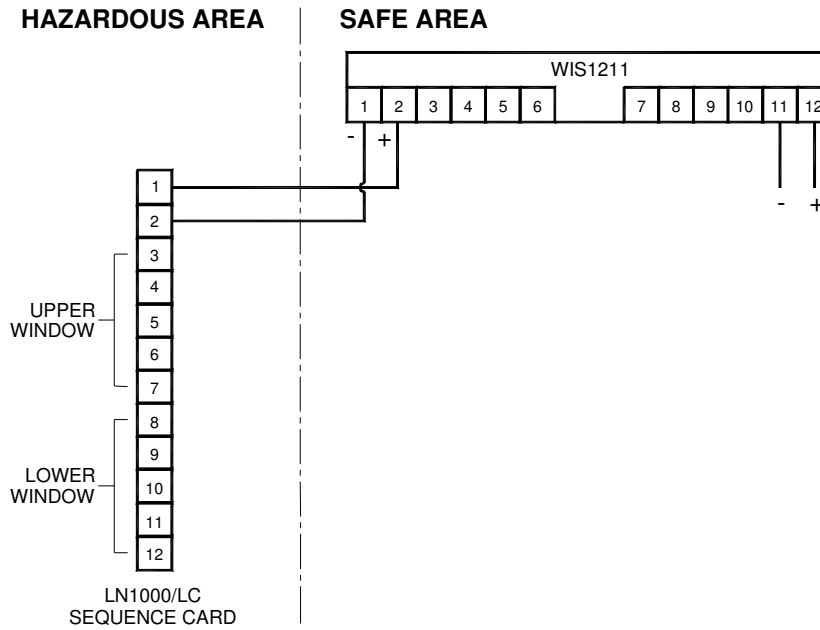 HAZARDOUS AREA
SAFE AREA
WIS1211
1 2 3 4 5 6 7 8 9 10 11 12
- +
- +
1
2
3
4
5
6
7
8
9
10
11
12
UPPER
WINDOW
LOWER
WINDOW
LN1000/LC
SEQUENCE CARD